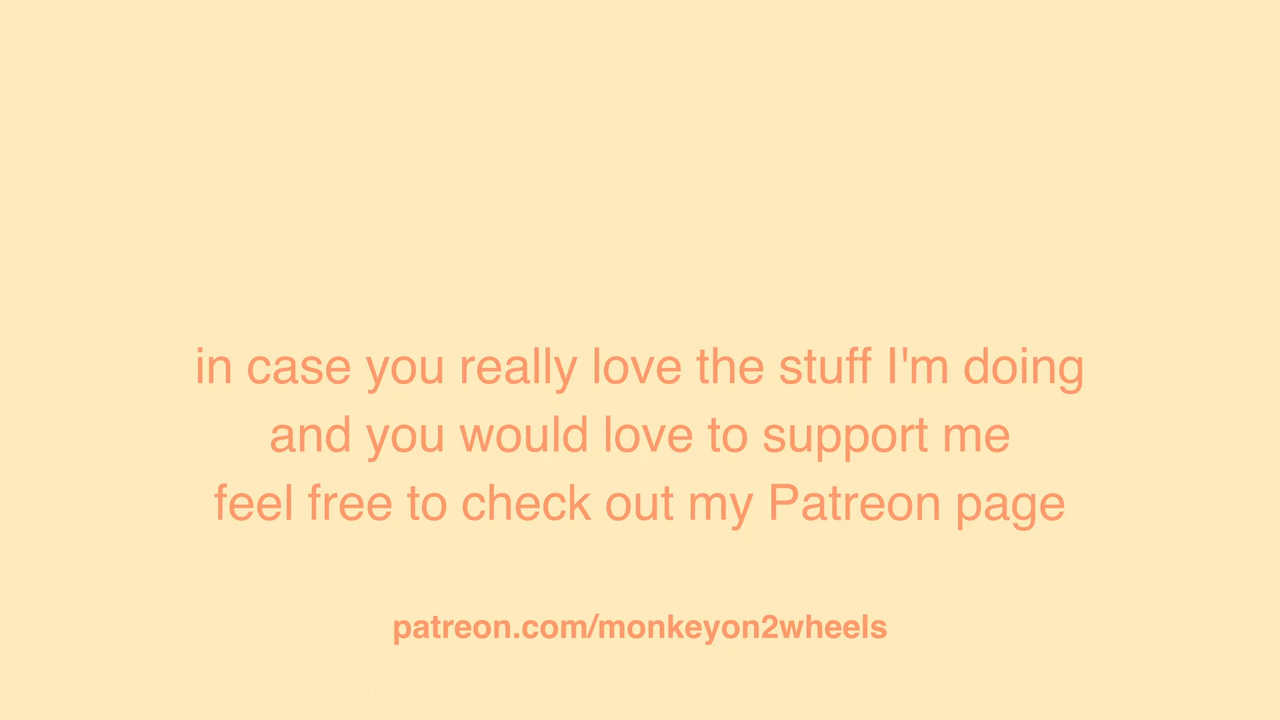 in case you really love the stuff I'm doing
and you would love to support me
feel free to check out my Patreon page
patreon.com/monkeyon2wheels